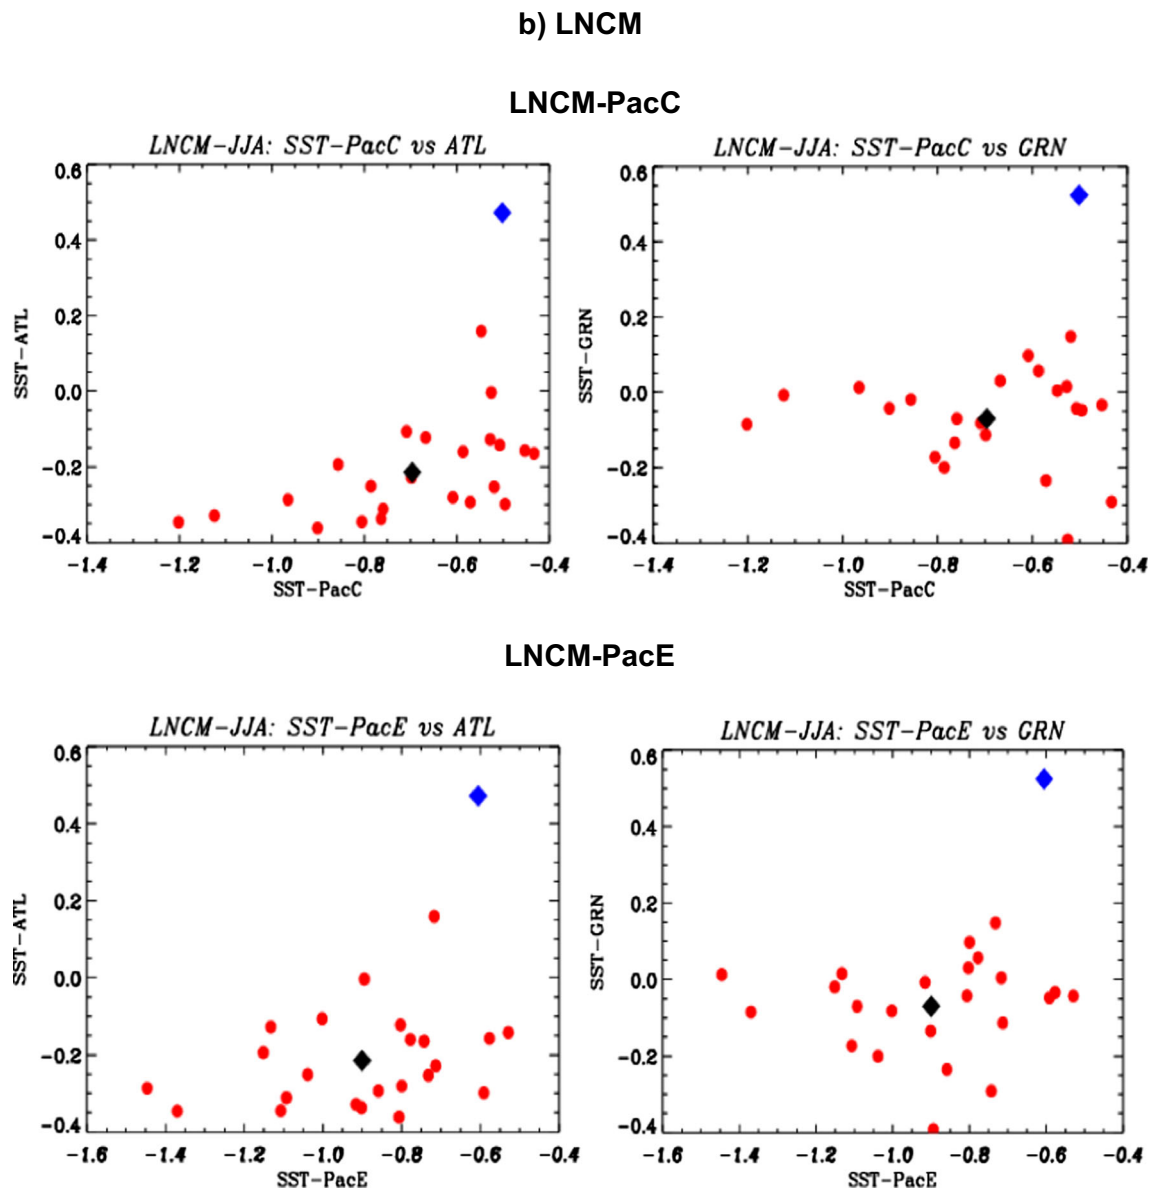 b) LNCM
LNCM-PacC
LNCM-JJA: SST-PacC vs ATL
0.6
0.4
0.2
0.0
-0.2
-0.4
SST-ATL
-1.4 -1.2 -1.0 -0.8 -0.6 -0.4
SST-PacC
LNCM-JJA: SST-PacC vs GRN
0.6
0.4
0.2
0.0
-0.2
-0.4
SST-GRN
-1.4 -1.2 -1.0 -0.8 -0.6 -0.4
SST-PacC
LNCM-PacE
LNCM-JJA: SST-PacE vs ATL
0.6
0.4
0.2
0.0
-0.2
-0.4
SST-ATL
-1.6 -1.4 -1.2 -1.0 -0.8 -0.6 -0.4
SST-PacE
LNCM-JJA: SST-PacE vs GRN
0.6
0.4
0.2
0.0
-0.2
-0.4
SST-GRN
-1.6 -1.4 -1.2 -1.0 -0.8 -0.6 -0.4
SST-PacE